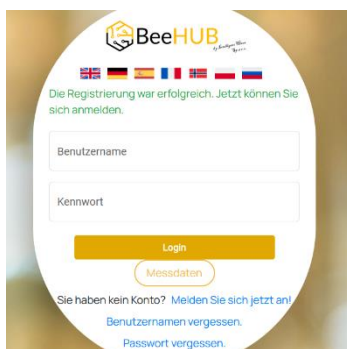 BeeHUB
Die Registrierung war erfolgreich. Jetzt können Sie
sich anmelden.
Benutzername
Kennwort
Login
Messdaten
Sie haben kein Konto? Melden Sie sich jetzt an!
Benutzernamen vergessen.
Passwort vergessen.